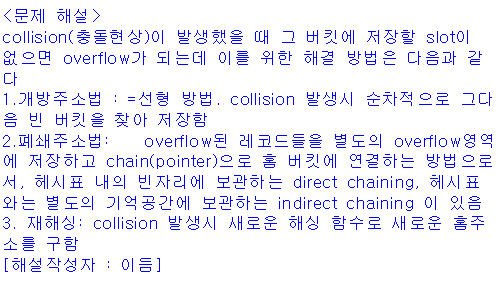 <문제 해설>
collision(충돌현상)이 발생했을 때 그 버킷에 저장할 slot이
없으면 overflow가 되는데 이를 위한 해결 방법은 다음과 같
다
1.개방주소법 : =선형 방법. collision 발생시 순차적으로 그다
음 빈 버킷을 찾아 저장함
2.폐쇄주소법: overflow된 레코드들을 별도의 overflow영역
에 저장하고 chain(pointer)으로 홈 버킷에 연결하는 방법으로
서, 헤시표 내의 빈자리에 보관하는 direct chaining, 헤시표
와는 별도의 기억공간에 보관하는 indirect chaining 이 있음
3. 재해싱: collision 발생시 새로운 해싱 함수로 새로운 홈주
소를 구함
[해설작성자 : 이듬]